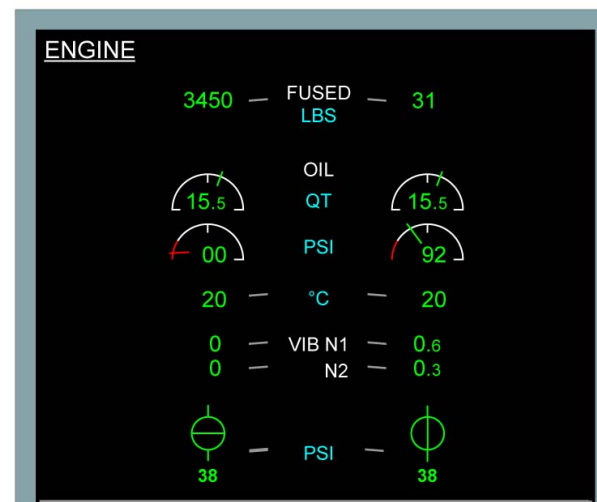 ENGINE
3450 FUSED 31
LBS
OIL
15.5 QT 15.5
00 PSI 92
20 °C 20
0 VIB N1 0.6
0 N2 0.3
38 PSI 38